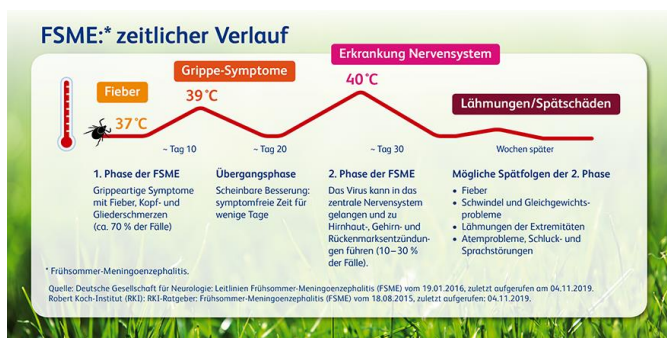 FSME:* zeitlicher Verlauf
Erkrankung Nervensystem
Grippe-Symptome
40 °C
Fieber
39 °C
Lähmungen/Spätschäden
37 °C
~ Tag 10
~ Tag 20
~ Tag 30
Wochen später
1. Phase der FSME
Grippeartige Symptome
mit Fieber, Kopf- und
Gliederschmerzen
(ca. 70 % der Fälle)
Übergangsphase
Scheinbare Besserung:
symptomfreie Zeit für
wenige Tage
2. Phase der FSME
Das Virus kann in das
zentrale Nervensystem
gelangen und zu
Hirnhaut-, Gehirn- und
Rückenmarksentzündun-
gen führen (10 – 30 %
der Fälle).
Mögliche Spätfolgen der 2. Phase
• Fieber
• Schwindel und Gleichgewichts-
probleme
• Lähmungen der Extremitäten
• Atemprobleme, Schluck- und
Sprachstörungen
* Frühsommer-Meningoenzephalitis.
Quelle: Deutsche Gesellschaft für Neurologie: Leitlinien Frühsommer-Meningoenzephalitis (FSME) vom 19.01.2016, zuletzt aufgerufen am 04.11.2019.
Robert Koch-Institut (RKI): RKI-Ratgeber: Frühsommer-Meningoenzephalitis (FSME) vom 18.08.2015, zuletzt aufgerufen: 04.11.2019.